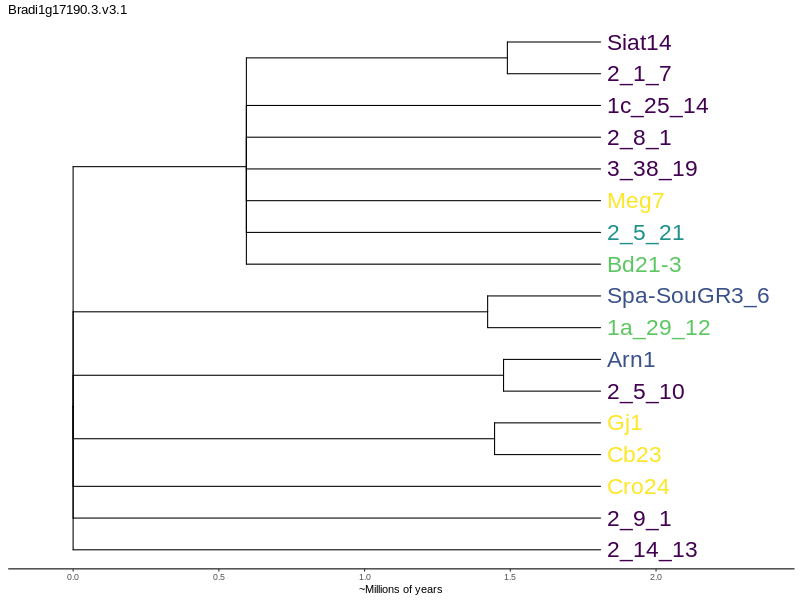 Bradi1g17190.3.v3.1
Siat14
2_1_7
1c_25_14
2_8_1
3_38_19
Meg7
2_5_21
Bd21-3
Spa-SouGR3_6
1a_29_12
Arn1
2_5_10
Gj1
Cb23
Cro24
2_9_1
2_14_13
0.0 0.5 1.0 1.5 2.0
~Millions of years